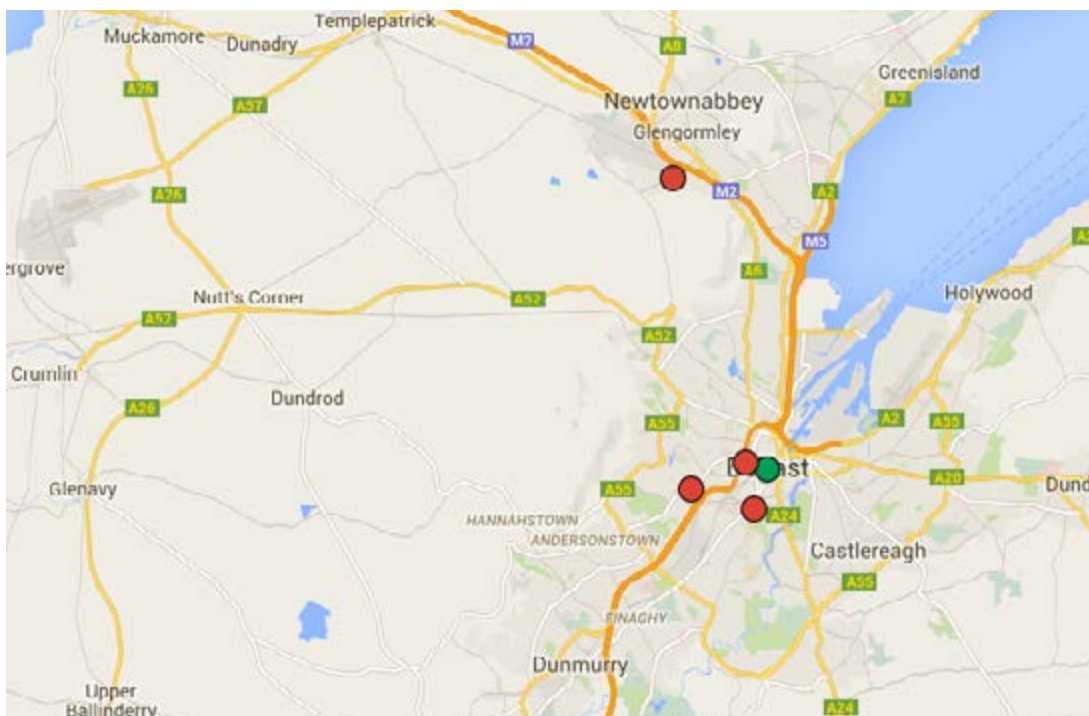 Templepatrick
Muckamore
Dunadry
M2
A8
A26
A57
Greenisland
A2
Newtownabbey
Glengormley
A26
M2
A2
M5
ergrove
A6
Nutt's Corner
A52
A52
Holywood
A52
Crumlin
Dundrod
A26
A55
A2
A55
Glenavy
A55
A20
Dund
HANNAHSTOWN
A24
ANDERSONSTOWN
Castlereagh
A55
FINAGHY
Dunmurry
Upper
Ballinderry
A24